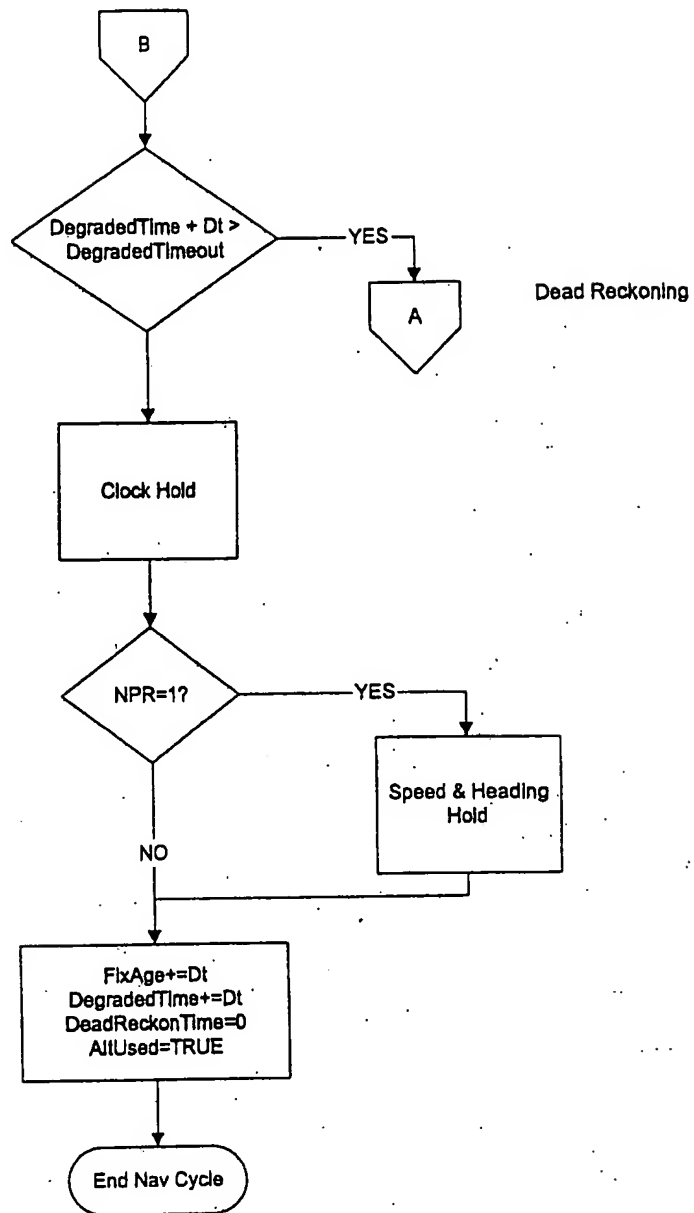 B
DegradedTime + Dt >
DegradedTimeout
YES
A
Dead Reckoning
Clock Hold
NPR=1?
YES
Speed & Heading
Hold
NO
FixAge+=Dt
DegradedTime+=Dt
DeadReckonTime=0
AltUsed=TRUE
End Nav Cycle